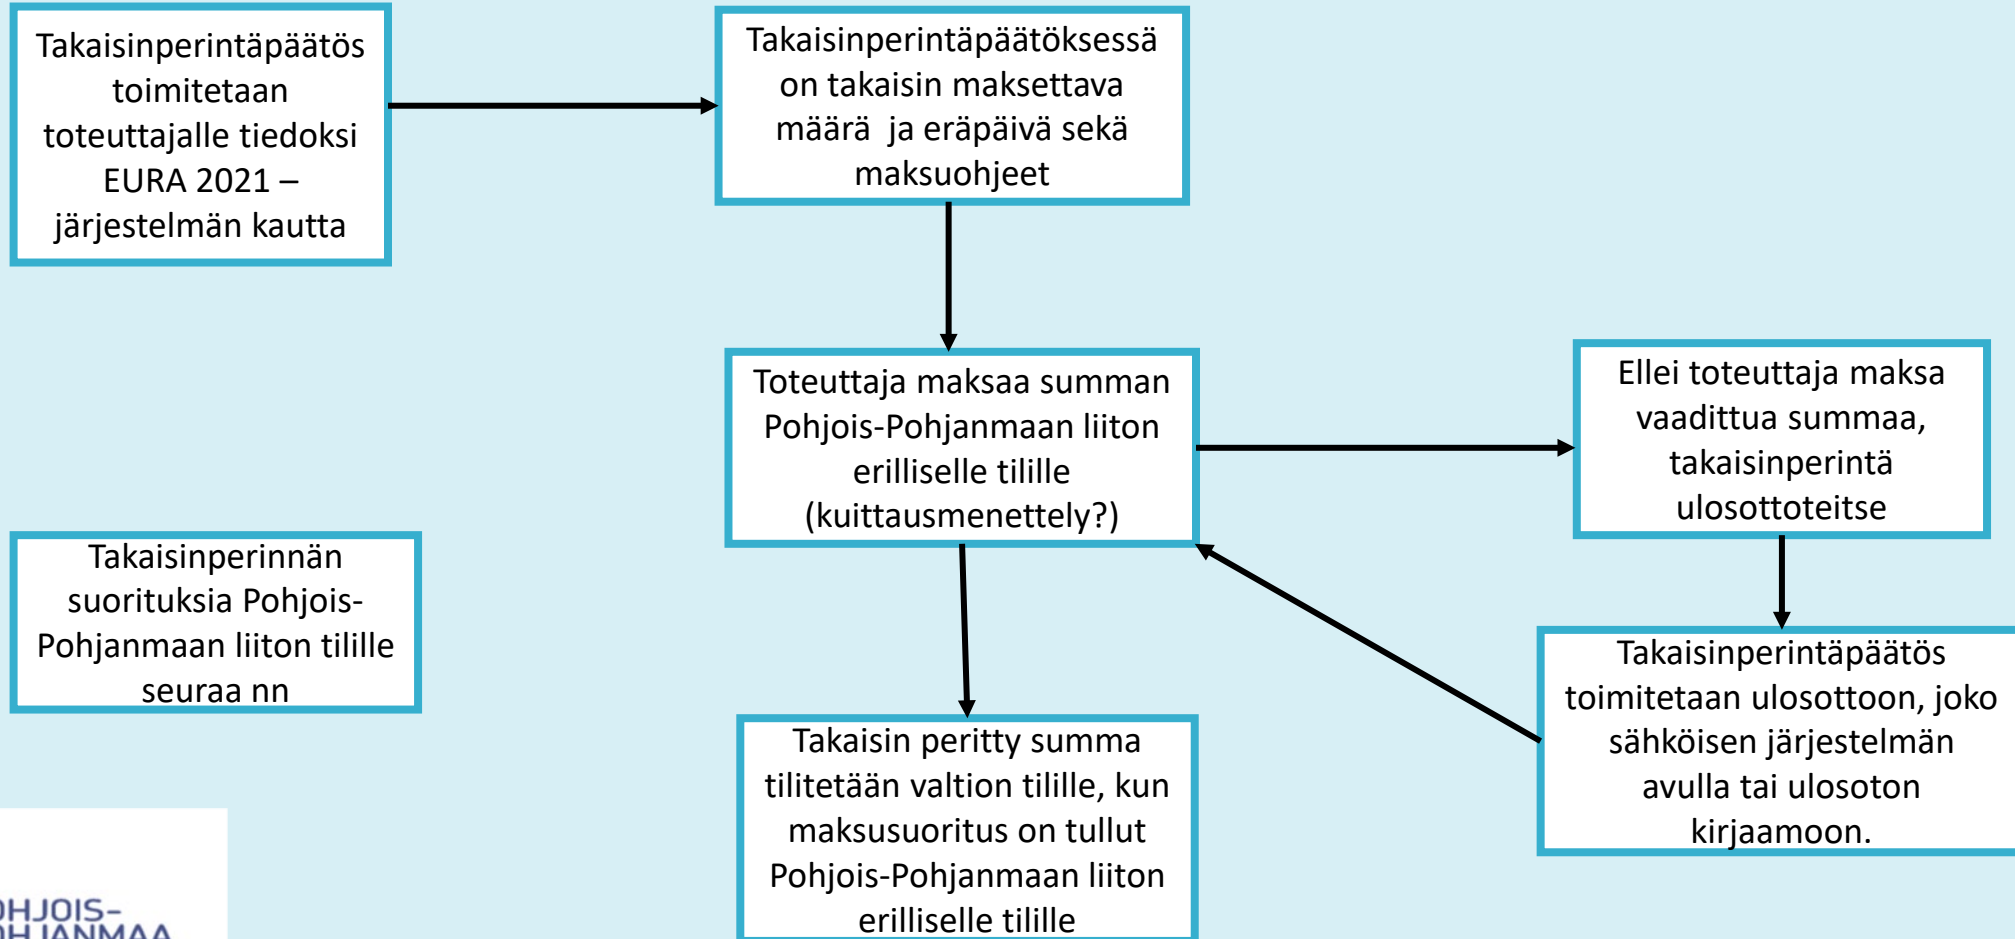 Takaisinperintäpäätös
toimitetaan
toteuttajalle tiedoksi
EURA 2021 –
järjestelmän kautta
Takaisinperintäpäätöksessä
on takaisin maksettava
määrä ja eräpäivä sekä
maksuohjeet
Toteuttaja maksaa summan
Pohjois-Pohjanmaan liiton
erilliselle tilille
(kuittausmenettely?)
Ellei toteuttaja maksa
vaadittua summaa,
takaisinperintä
ulosottoteitse
Takaisinperinnän
suorituksia Pohjois-
Pohjanmaan liiton tilille
seuraa nn
Takaisinperintäpäätös
toimitetaan ulosottoon, joko
sähköisen järjestelmän
avulla tai ulosoton
kirjaamoon.
Takaisin peritty summa
tilitetään valtion tilille, kun
maksusuoritus on tullut
Pohjois-Pohjanmaan liiton
erilliselle tilille
OHJOIS-
OHJANMAA